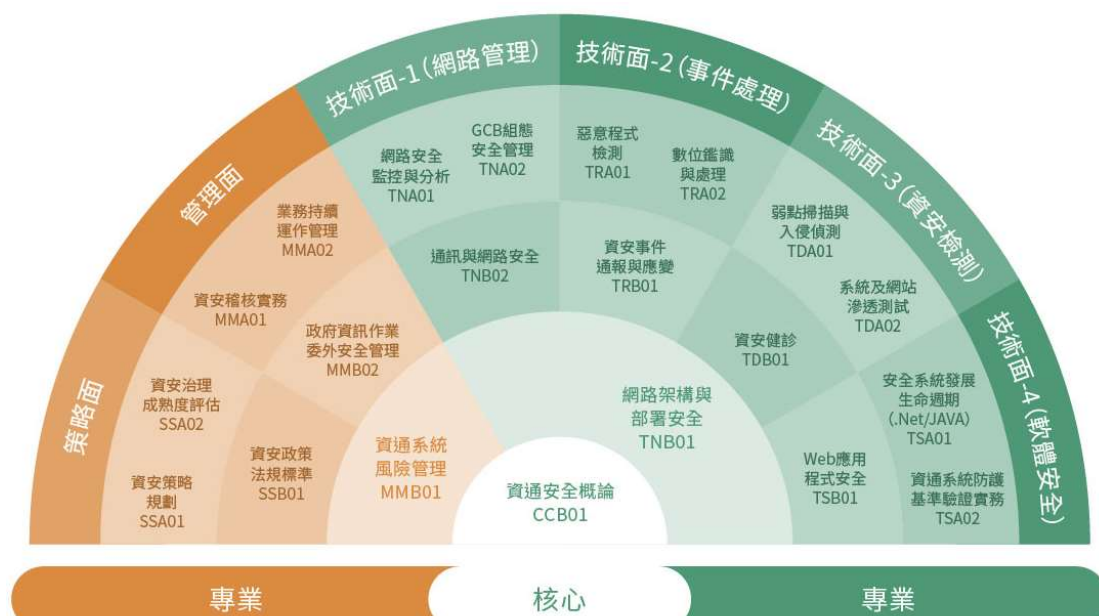 技術面-1(網路管理)
技術面-2(事件處理)
技術面-3(資安檢測)
技術面-4(軟體安全)
管理面
策略面
網路安全
監控與分析
TNA01
GCB組態
安全管理
TNA02
惡意程式
檢測
TRA01
數位鑑識
與處理
TRA02
業務持續
運作管理
MMA02
弱點掃描與
入侵偵測
TDA01
通訊與網路安全
TNB02
資安事件
通報與應變
TRB01
資安稽核實務
MMA01
系統及網站
滲透測試
TDA02
政府資訊作業
委外安全管理
MMB02
資安健診
TDB01
資安治理
成熟度評估
SSA02
安全系統發展
生命週期
(.Net/JAVA)
TSA01
網路架構與
部署安全
TNB01
資安政策
法規標準
SSB01
資通系統
風險管理
MMB01
Web應用
程式安全
TSB01
資安策略
規劃
SSA01
資通安全概論
CCB01
資通系統防護
基準驗證實務
TSA02
專業
核心
專業